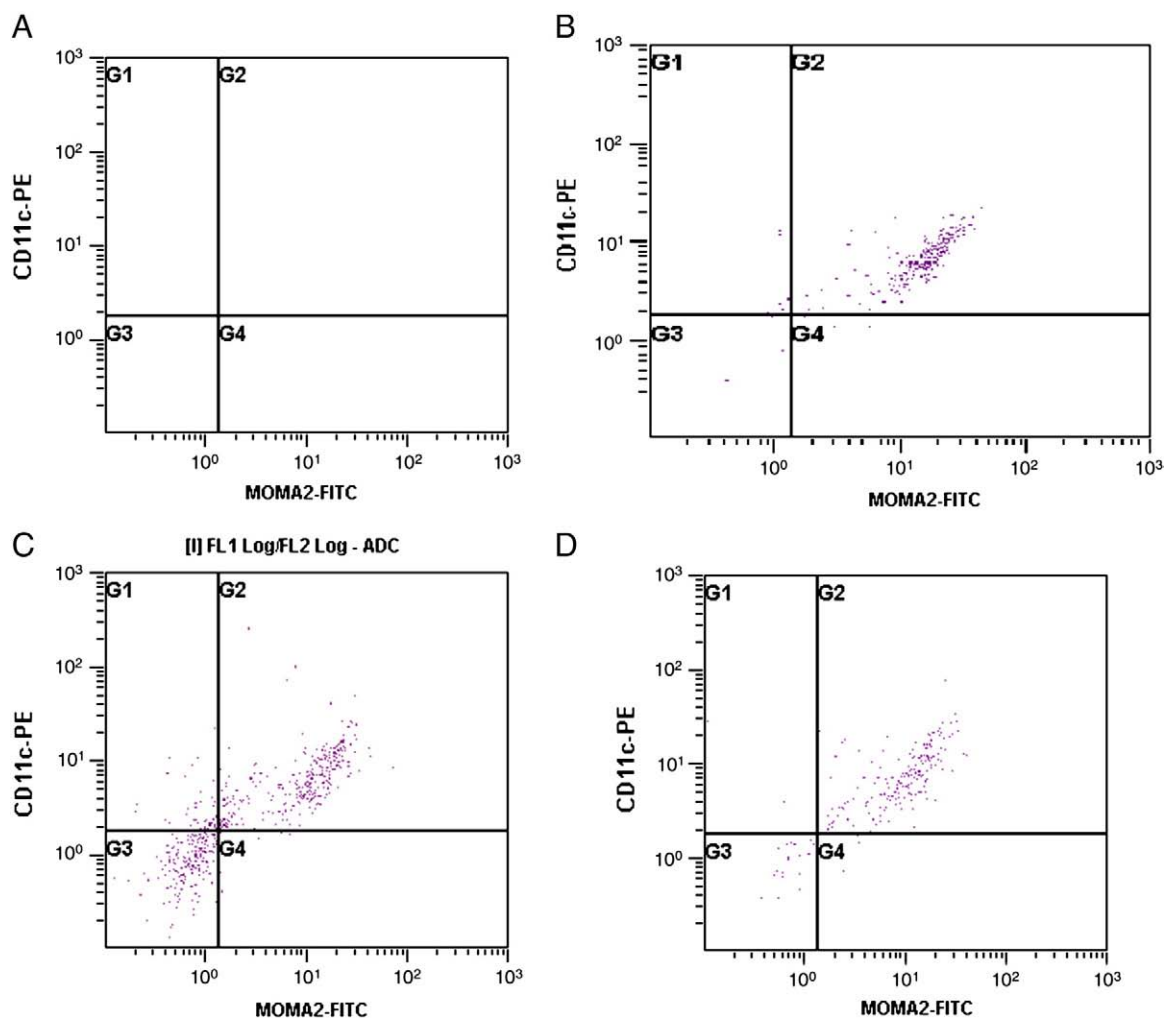 A
10³
G1 G2
10²
CD11c-PE
10¹
G3 G4
10⁰
10⁰ 10¹ 10² 10³
MOMA2-FITC
B
10³
G1 G2
10²
CD11c-PE
10¹
G3 G4
10⁰
10⁰ 10¹ 10² 10³
MOMA2-FITC
C
[I] FL1 Log/FL2 Log - ADC
10³
G1 G2
10²
CD11c-PE
10¹
G3 G4
10⁰
10⁰ 10¹ 10² 10³
MOMA2-FITC
D
10³
G1 G2
10²
CD11c-PE
10¹
G3 G4
10⁰
10⁰ 10¹ 10² 10³
MOMA2-FITC